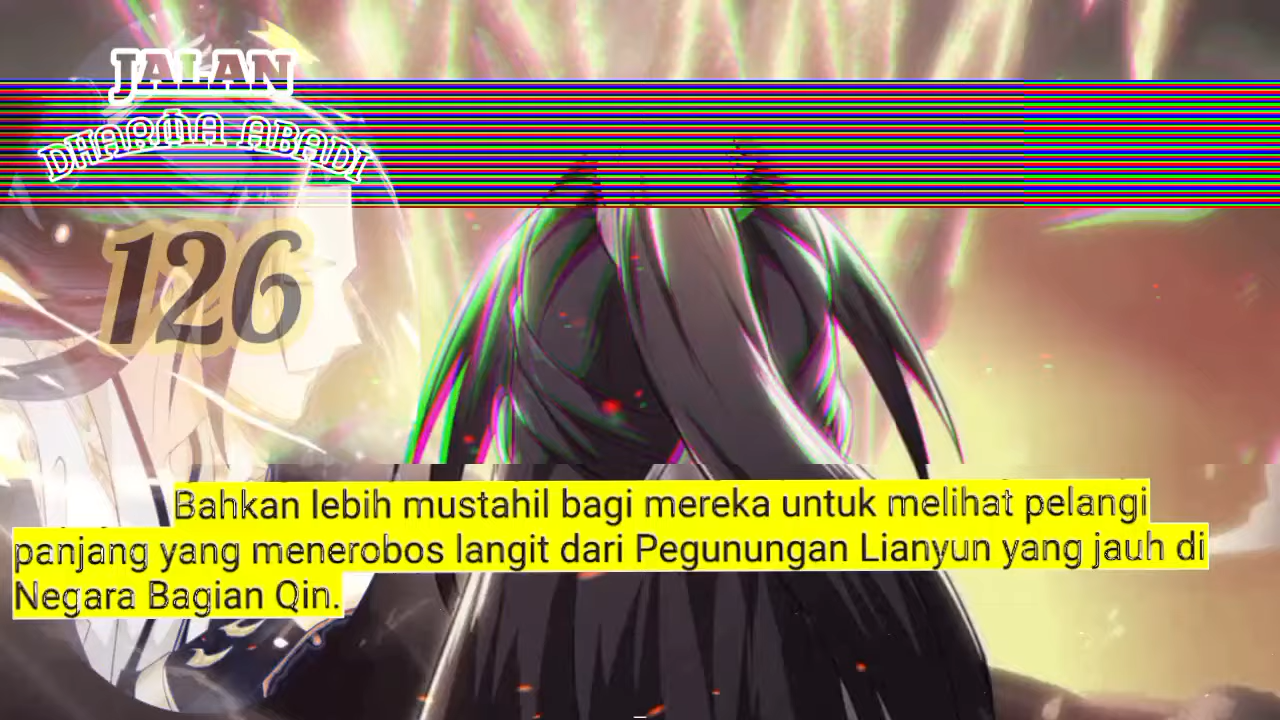 JALAN
DHARMA ABADI
126
Bahkan lebih mustahil bagi mereka untuk melihat pelangi
panjang yang menerobos langit dari Pegunungan Lianyun yang jauh di
Negara Bagian Qin.